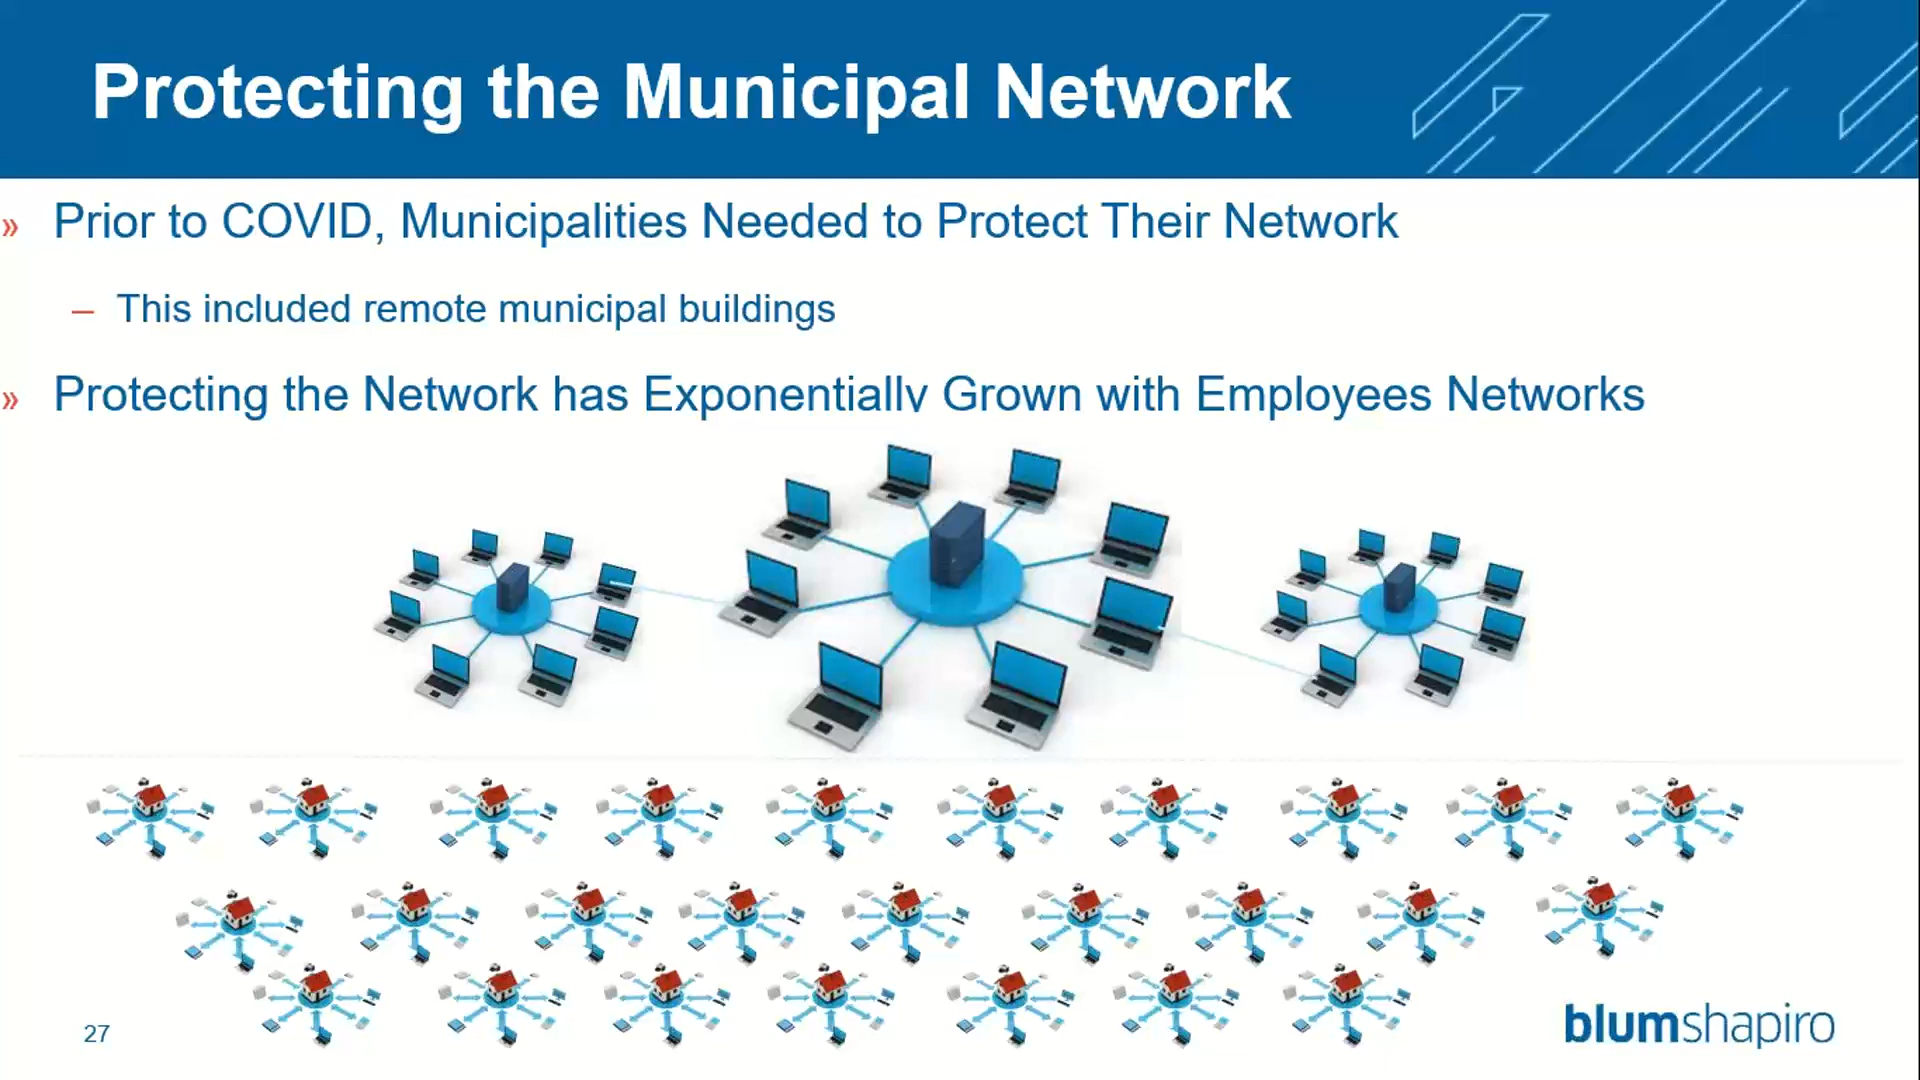 Protecting the Municipal Network
» Prior to COVID, Municipalities Needed to Protect Their Network
– This included remote municipal buildings
» Protecting the Network has Exponentially Grown with Employees Networks
27
blumshapiro